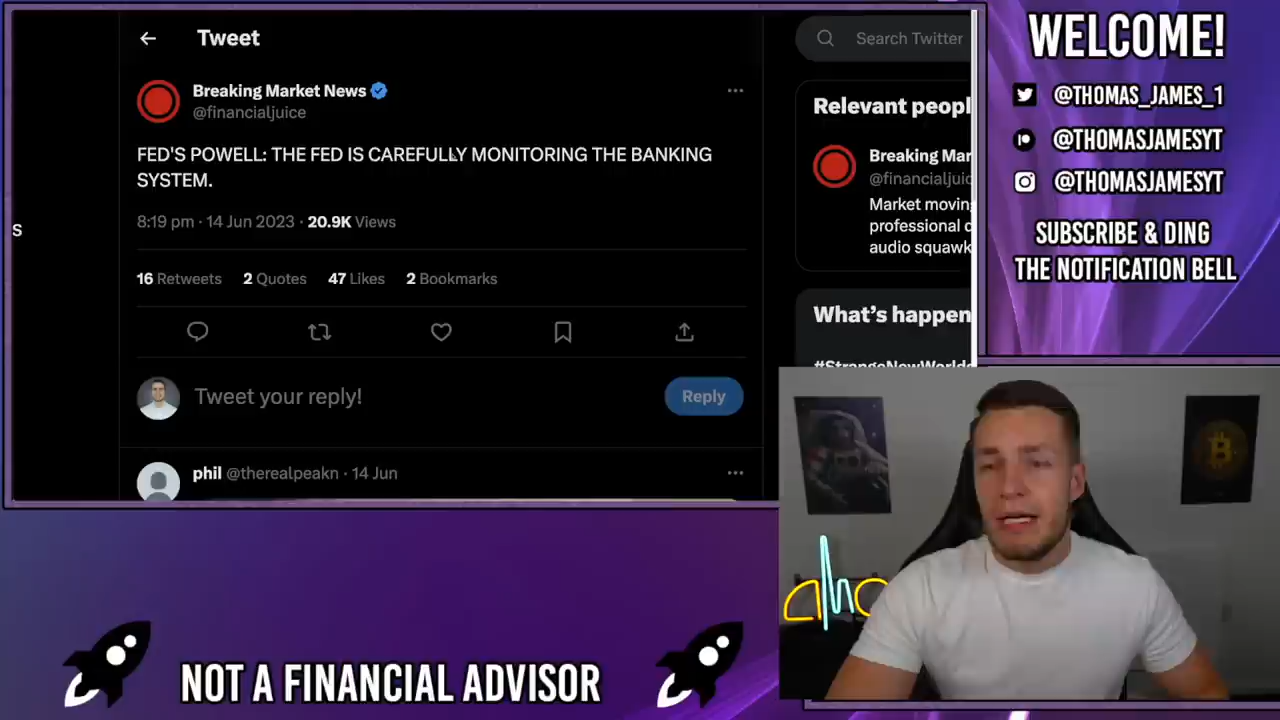 Tweet
Search Twitter
Breaking Market News
@financialjuice
FED'S POWELL: THE FED IS CAREFULLY MONITORING THE BANKING
SYSTEM.
8:19 pm · 14 Jun 2023 · 20.9K Views
16 Retweets 2 Quotes 47 Likes 2 Bookmarks
Tweet your reply!
Reply
phil @therealpeakn · 14 Jun
s
Relevant peopl
Breaking Mar
@financialjuic
Market moving
professional
audio squawk
What's happen
#StrangeNewWorlds
WELCOME!
@THOMAS_JAMES_1
@THOMASJAMESYT
@THOMASJAMESYT
SUBSCRIBE & DING
THE NOTIFICATION BELL
NOT A FINANCIAL ADVISOR